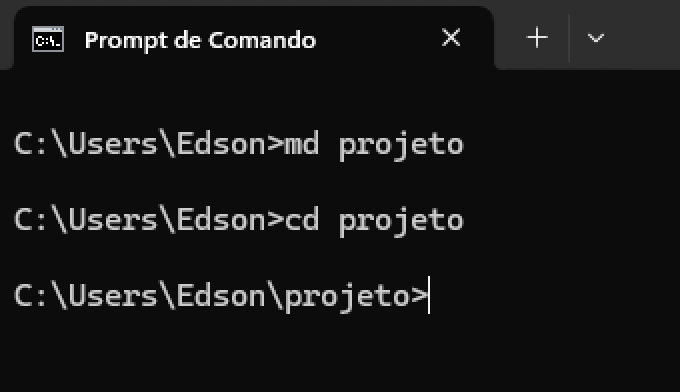 Prompt de Comando
C:\Users\Edson>md projeto
C:\Users\Edson>cd projeto
C:\Users\Edson\projeto>